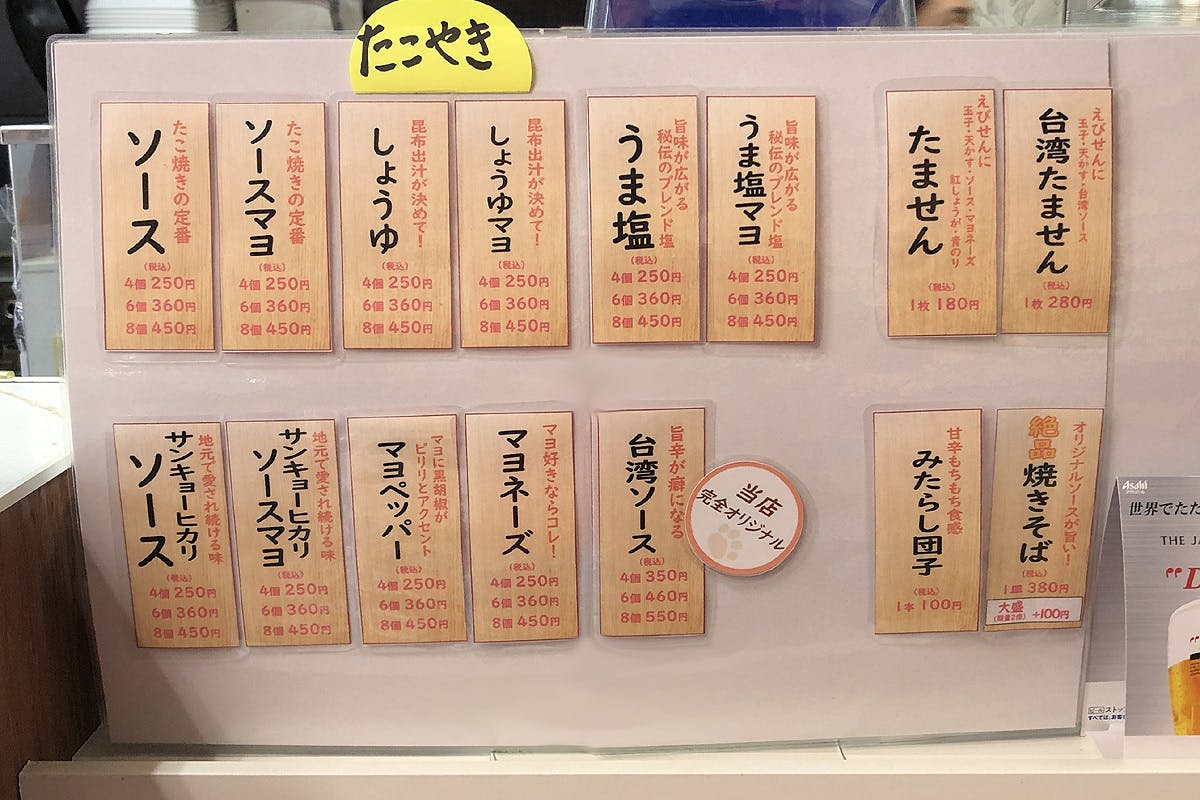 たこやき
たこ焼きの定番
ソース
(税込)
4個 250円
6個 360円
8個 450円
たこ焼きの定番
ソースマヨ
(税込)
4個 250円
6個 360円
8個 450円
昆布出汁が決めて!
しょうゆ
(税込)
4個 250円
6個 360円
8個 450円
昆布出汁が決めて!
しょうゆマヨ
(税込)
4個 250円
6個 360円
8個 450円
旨味が広がる
秘伝のブレンド塩
うま塩
(税込)
4個 250円
6個 360円
8個 450円
旨味が広がる
秘伝のブレンド塩
うま塩マヨ
(税込)
4個 250円
6個 360円
8個 450円
えびせんに
玉子・天かす・ソース・マヨネーズ
紅しょうが・青のり
たません
(税込)
1枚 180円
えびせんに
玉子・天かす・台湾ソース
台湾たません
(税込)
1枚 280円
地元で愛され続ける味
サンキョーヒカリ
ソース
(税込)
4個 250円
6個 360円
8個 450円
地元で愛され続ける味
サンキョーヒカリ
ソースマヨ
(税込)
4個 250円
6個 360円
8個 450円
マヨに黒胡椒が
ピリリとアクセント
マヨペッパー
(税込)
4個 250円
6個 360円
8個 450円
マヨ好きならコレ!
マヨネーズ
(税込)
4個 250円
6個 360円
8個 450円
旨辛が癖になる
台湾ソース
(税込)
4個 350円
6個 460円
8個 550円
当店
完全オリジナル
甘辛もちもち食感
みたらし団子
(税込)
1本 100円
オリジナルソースが旨い!
絶品焼きそば
(税込)
1皿 380円
大盛
(麺量2倍) +100円
Asahi
世界でたた
THE JA
"D